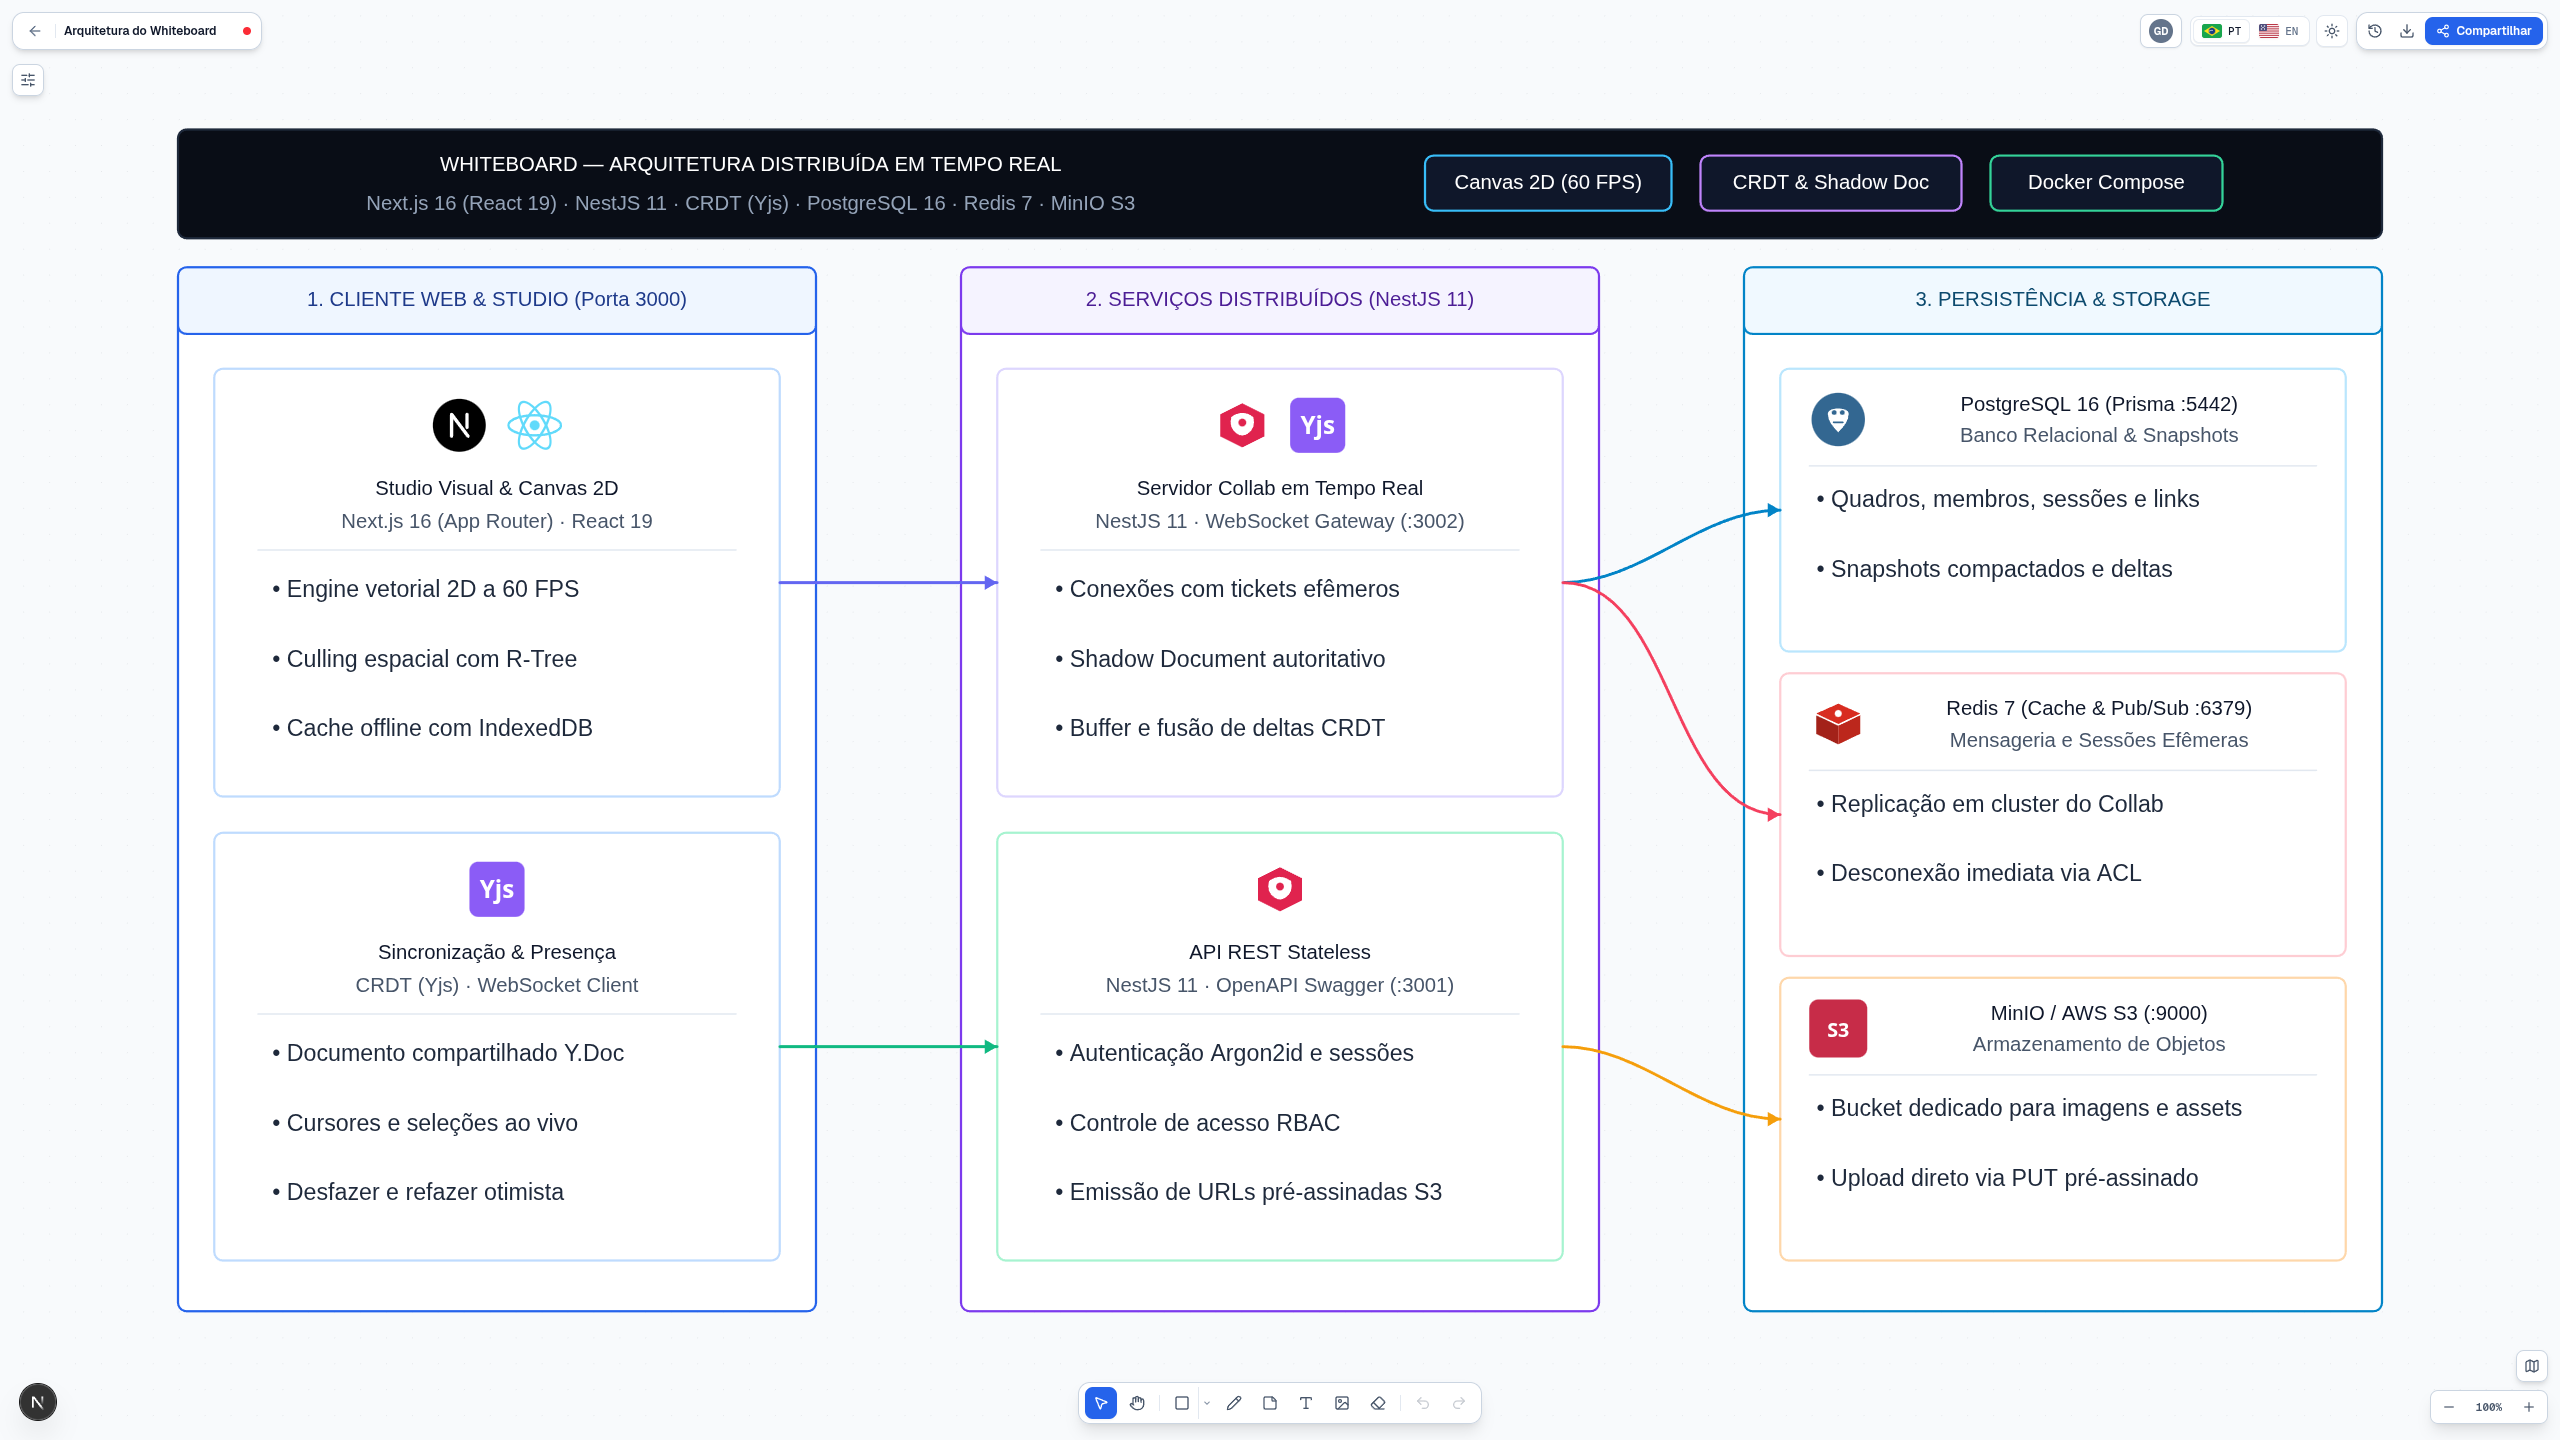 Arquitetura do Whiteboard
GD
PT
EN
Compartilhar
WHITEBOARD — ARQUITETURA DISTRIBUÍDA EM TEMPO REAL
Next.js 16 (React 19) · NestJS 11 · CRDT (Yjs) · PostgreSQL 16 · Redis 7 · MinIO S3
Canvas 2D (60 FPS)
CRDT & Shadow Doc
Docker Compose
1. CLIENTE WEB & STUDIO (Porta 3000)
N
Studio Visual & Canvas 2D
Next.js 16 (App Router) · React 19
• Engine vetorial 2D a 60 FPS
• Culling espacial com R-Tree
• Cache offline com IndexedDB
Yjs
Sincronização & Presença
CRDT (Yjs) · WebSocket Client
• Documento compartilhado Y.Doc
• Cursores e seleções ao vivo
• Desfazer e refazer otimista
2. SERVIÇOS DISTRIBUÍDOS (NestJS 11)
Yjs
Servidor Collab em Tempo Real
NestJS 11 · WebSocket Gateway (:3002)
• Conexões com tickets efêmeros
• Shadow Document autoritativo
• Buffer e fusão de deltas CRDT
API REST Stateless
NestJS 11 · OpenAPI Swagger (:3001)
• Autenticação Argon2id e sessões
• Controle de acesso RBAC
• Emissão de URLs pré-assinadas S3
3. PERSISTÊNCIA & STORAGE
PostgreSQL 16 (Prisma :5442)
Banco Relacional & Snapshots
• Quadros, membros, sessões e links
• Snapshots compactados e deltas
Redis 7 (Cache & Pub/Sub :6379)
Mensageria e Sessões Efêmeras
• Replicação em cluster do Collab
• Desconexão imediata via ACL
S3
MinIO / AWS S3 (:9000)
Armazenamento de Objetos
• Bucket dedicado para imagens e assets
• Upload direto via PUT pré-assinado
N
100%